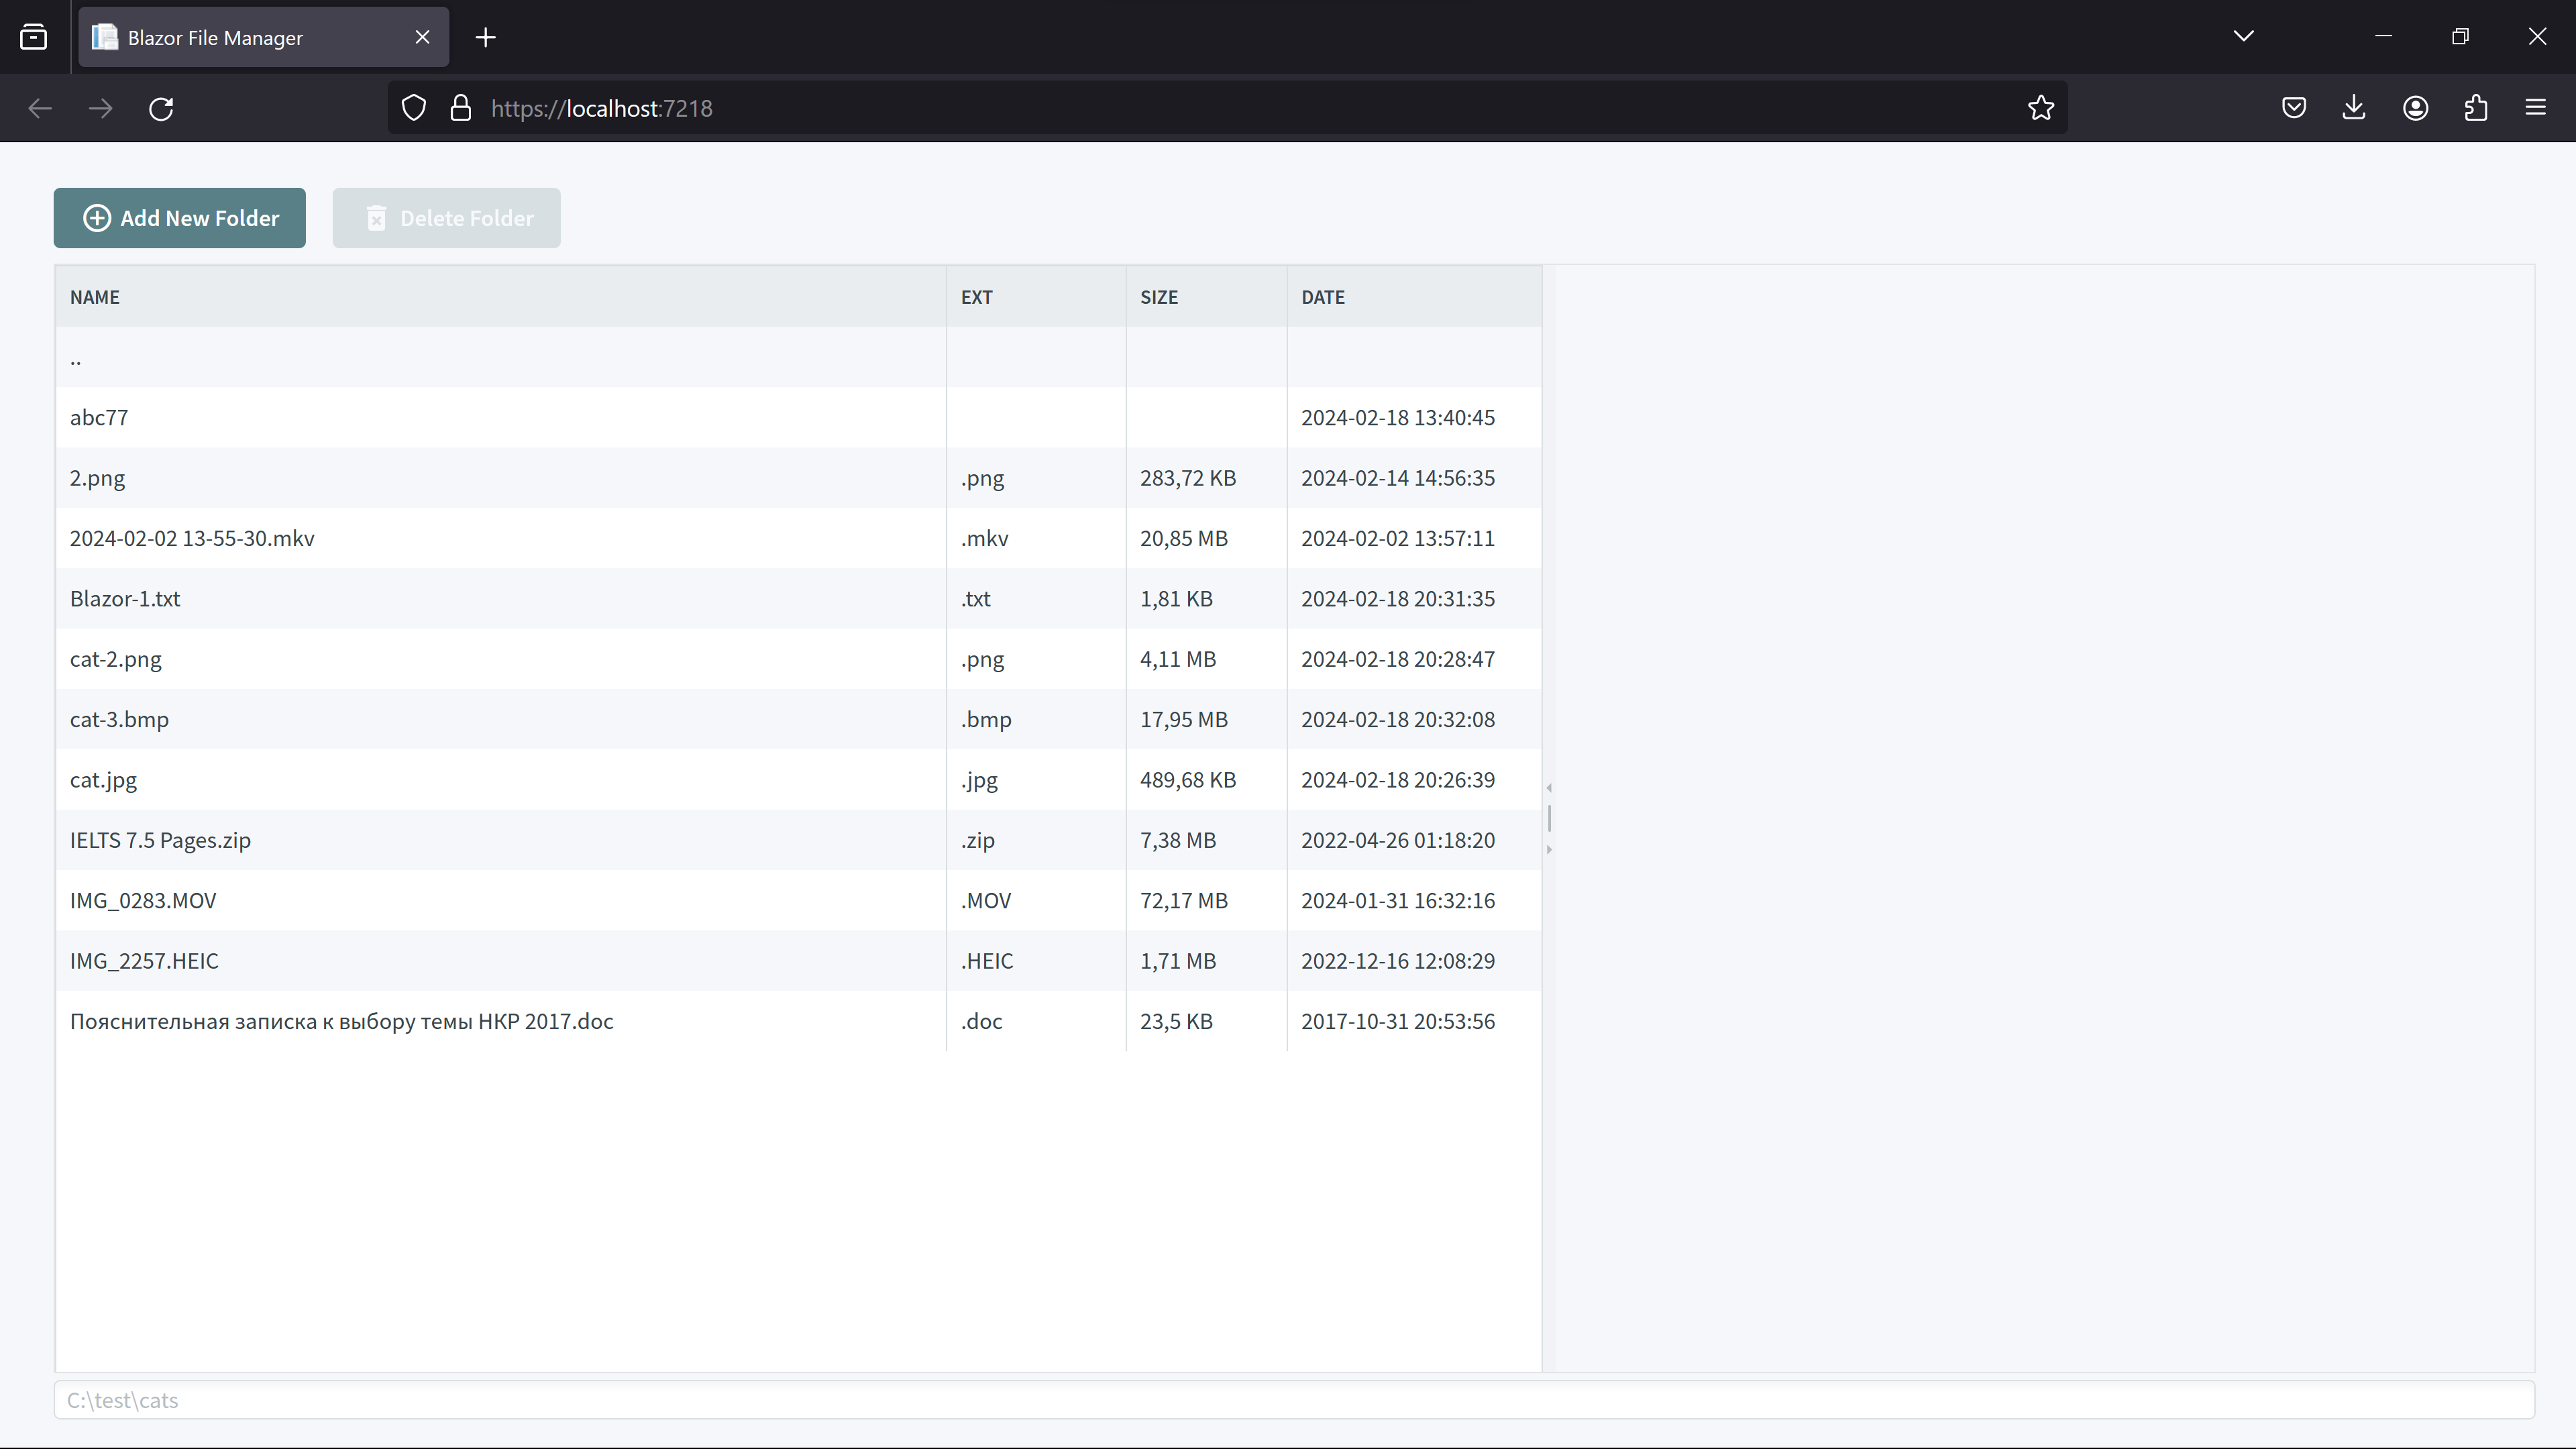 Blazor File Manager
https://localhost:7218
Add New Folder
Delete Folder
NAME EXT SIZE DATE
..
abc77 2024-02-18 13:40:45
2.png .png 283,72 KB 2024-02-14 14:56:35
2024-02-02 13-55-30.mkv .mkv 20,85 MB 2024-02-02 13:57:11
Blazor-1.txt .txt 1,81 KB 2024-02-18 20:31:35
cat-2.png .png 4,11 MB 2024-02-18 20:28:47
cat-3.bmp .bmp 17,95 MB 2024-02-18 20:32:08
cat.jpg .jpg 489,68 KB 2024-02-18 20:26:39
IELTS 7.5 Pages.zip .zip 7,38 MB 2022-04-26 01:18:20
IMG_0283.MOV .MOV 72,17 MB 2024-01-31 16:32:16
IMG_2257.HEIC .HEIC 1,71 MB 2022-12-16 12:08:29
Пояснительная записка к выбору темы НКР 2017.doc .doc 23,5 KB 2017-10-31 20:53:56
C:\test\cats